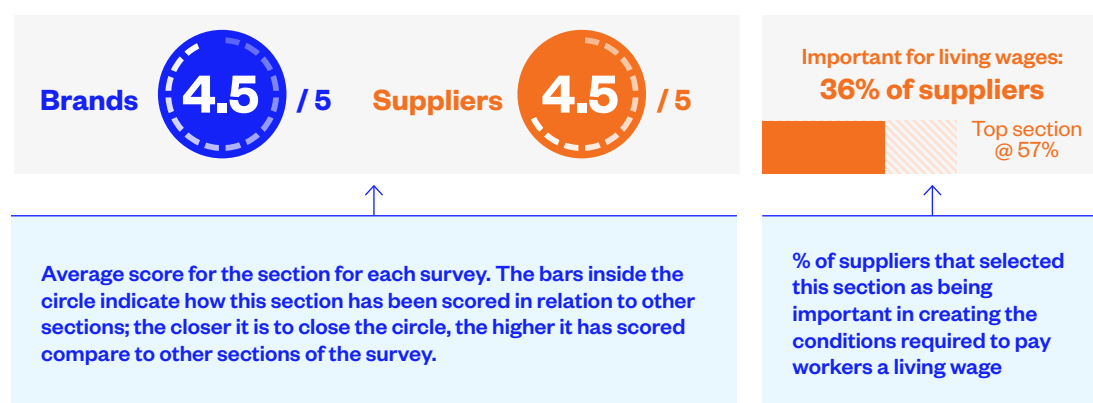 Brands 4.5 / 5 Suppliers 4.5 / 5
Important for living wages:
36% of suppliers
Top section
@ 57%
Average score for the section for each survey. The bars inside the
circle indicate how this section has been scored in relation to other
sections; the closer it is to close the circle, the higher it has scored
compare to other sections of the survey.
% of suppliers that selected
this section as being
important in creating the
conditions required to pay
workers a living wage